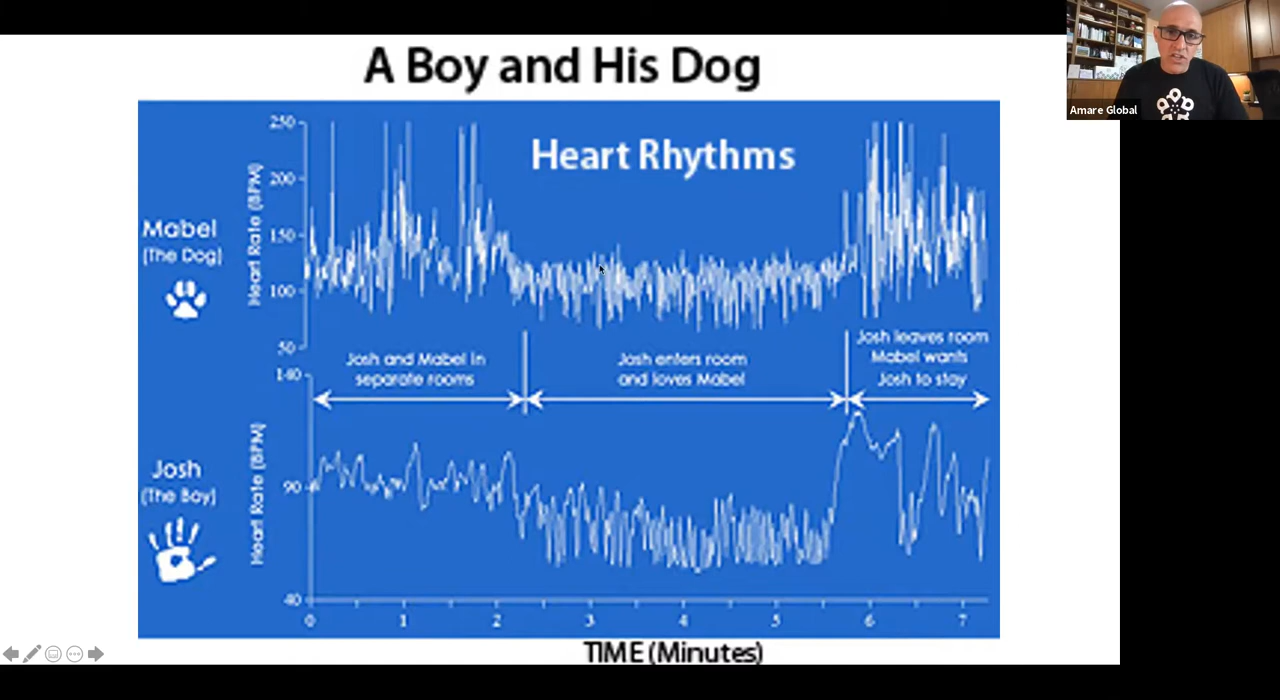 A Boy and His Dog
Amare Global
Heart Rhythms
250
200
150
100
50
Heart Rate (BPM)
Mabel
(The Dog)
Josh and Mabel in
separate rooms
Josh enters room
and loves Mabel
Josh leaves room
Mabel wants
Josh to stay
140
90
40
Heart Rate (BPM)
Josh
(The Boy)
0 1 2 3 4 5 6 7
TIME (Minutes)